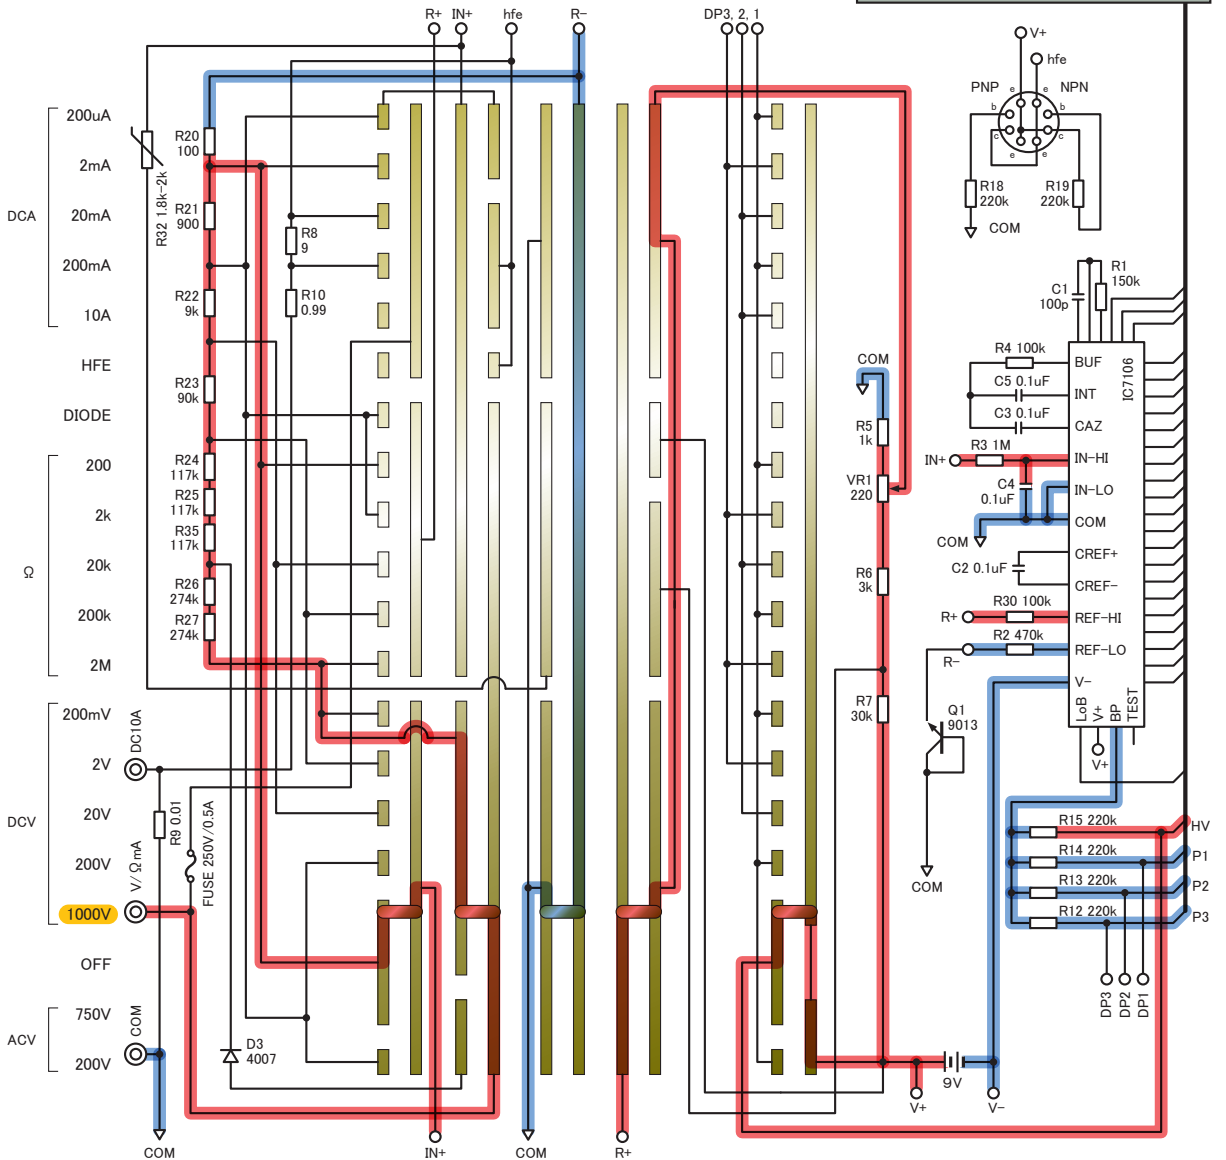 R+ IN+ hfe R- DP3, 2, 1
V+
hfe
PNP NPN
e e
b b
c c
e e
R18
220k
R19
220k
COM
DCA
200uA
2mA
20mA
200mA
10A
HFE
DIODE
Ω
200
2k
20k
200k
2M
DCV
200mV
2V
20V
200V
1000V
OFF
ACV
750V
200V
R20
100
R32 1.8k-2k
R21
900
R8
9
R22
9k
R10
0.99
R23
90k
R24
117k
R25
117k
R35
117k
R26
274k
R27
274k
DC10A
R9 0.01
FUSE 250V/0.5A
V/ΩmA
COM
D3
4007
COM
IN+
COM
R+
COM
R5
1k
VR1
220
R6
3k
R7
30k
C1
100p
R1
150k
R4 100k
C5 0.1uF
C3 0.1uF
IN+
R3 1M
C4
0.1uF
COM
C2 0.1uF
R+
R30 100k
R-
R2 470k
IC7106
BUF
INT
CAZ
IN-HI
IN-LO
COM
CREF+
CREF-
REF-HI
REF-LO
V-
LoB
V+
BP
TEST
V+
Q1
9013
COM
R15 220k
R14 220k
R13 220k
R12 220k
HV
P1
P2
P3
DP3
DP2
DP1
9V
V+
V-